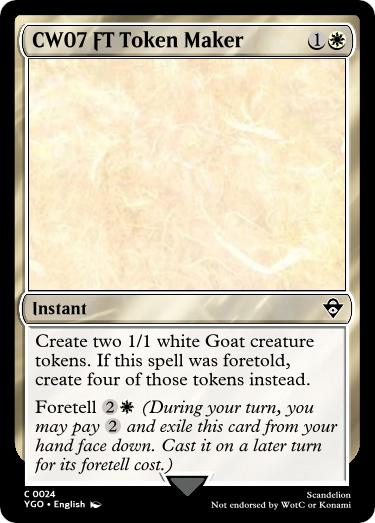 CW07 FT Token Maker 1
Instant
Create two 1/1 white Goat creature
tokens. If this spell was foretold,
create four of those tokens instead.
Foretell 2 (During your turn, you
may pay 2 and exile this card from your
hand face down. Cast it on a later turn
for its foretell cost.)
C 0024
YGO • English
Scandelion
Not endorsed by WotC or Konami